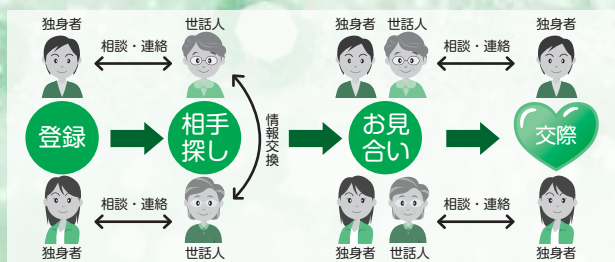 独身者
世話人
独身者
世話人
独身者
相談・連絡
相談・連絡
登録
相手
探し
情報交換
お見
合い
交際
相談・連絡
相談・連絡
独身者
世話人
独身者
世話人
独身者